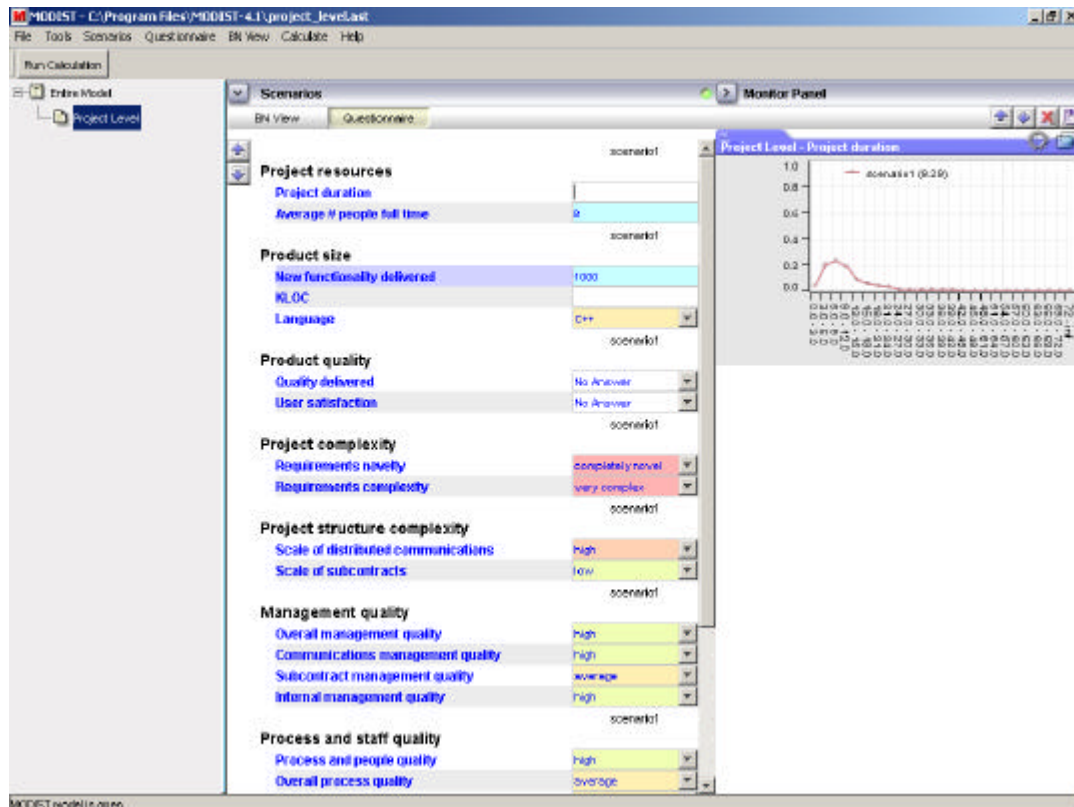 MODIST - C:\Program Files\MODIST-4.1\project_level.ast
File Tools Scenarios Questionnaire BN View Calculate Help
Run Calculation
Entire Model
Project Level
Scenarios
Monitor Panel
BN View Questionnaire
Project Level - Project duration
scenario1
Project resources
Project duration
Average # people full time
scenario1
Product size
New functionality delivered 1000
KLOC
Language C++
scenario1
Product quality
Quality delivered No Answer
User satisfaction No Answer
scenario1
Project complexity
Requirements novelty completely novel
Requirements complexity very complex
scenario1
Project structure complexity
Scale of distributed communications high
Scale of subcontracts low
scenario1
Management quality
Overall management quality high
Communications management quality high
Subcontract management quality average
Internal management quality high
scenario1
Process and staff quality
Process and people quality high
Overall process quality average
1.0
0.8
0.6
0.4
0.2
0.0
scenario1 (9.29)
MODIST model is open